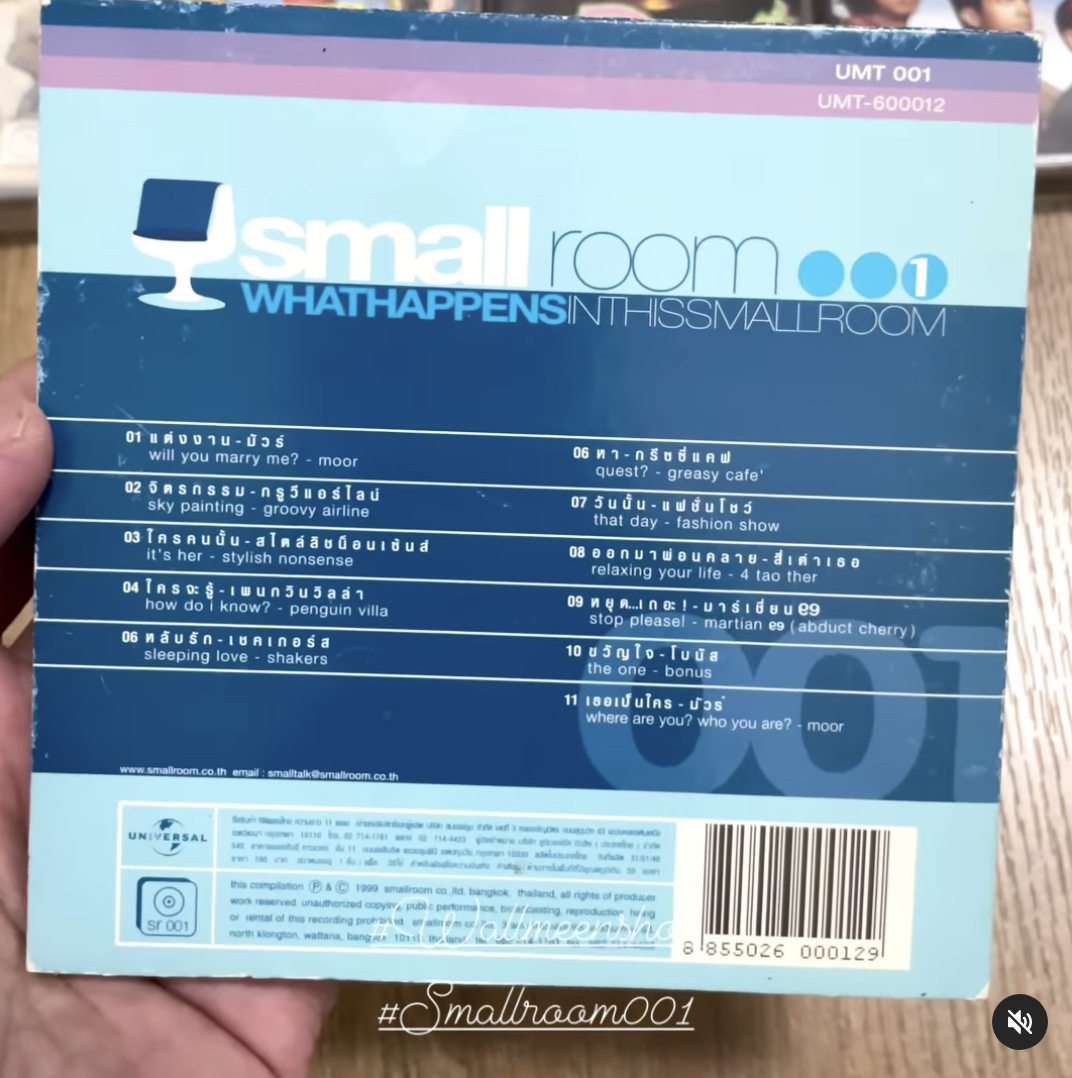 UMT 001
UMT-600012
small room 001
WHATHAPPENSINTHISSMALLROOM
01 แต่งงาน - มัวร์
will you marry me? - moor
02 จิตรกรรม - กรูวีแอร์ไลน์
sky painting - groovy airline
03 ใครคนนั้น - สไตล์ลิชน็อนเซ้นส์
it's her - stylish nonsense
04 ใครจะรู้ - เพนกวินวิลล่า
how do i know? - penguin villa
06 หลับรัก - เชคเกอร์ส
sleeping love - shakers
06 หา - กรีซซี่แคฟ
quest? - greasy cafe'
07 วันนั้น - แฟชั่นโชว์
that day - fashion show
08 ออกมาผ่อนคลาย - สี่เต่าเธอ
relaxing your life - 4 tao ther
09 หยุด...เถอะ! - มาร์เชี่ยน๑๑
stop please! - martian ๑๑ (abduct cherry)
10 ขวัญใจ - โบนัส
the one - bonus
11 เธอเป็นใคร - มัวร์
where are you? who you are? - moor
001
www.smallroom.co.th email : smalltalk@smallroom.co.th
UNIVERSAL
sr 001
this compilation Ⓟ & © 1999 smallroom co.,ltd, bangkok, thailand, all rights of producer
work reserved. unauthorized copying, public performance, broadcasting, reproduction
or rental of this recording prohibited.
north klongton, wattana, bangkok
8 855026 000129
#Smallroom001